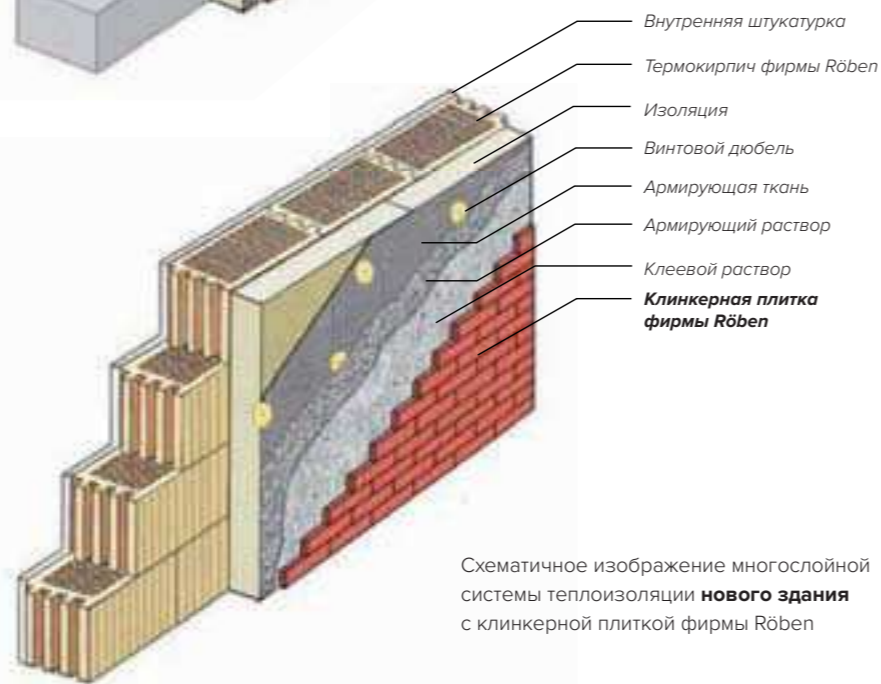 Внутренняя штукатурка
Термокирпич фирмы Röben
Изоляция
Винтовой дюбель
Армирующая ткань
Армирующий раствор
Клеевой раствор
Клинкерная плитка
фирмы Röben
Схематичное изображение многослойной
системы теплоизоляции нового здания
с клинкерной плиткой фирмы Röben